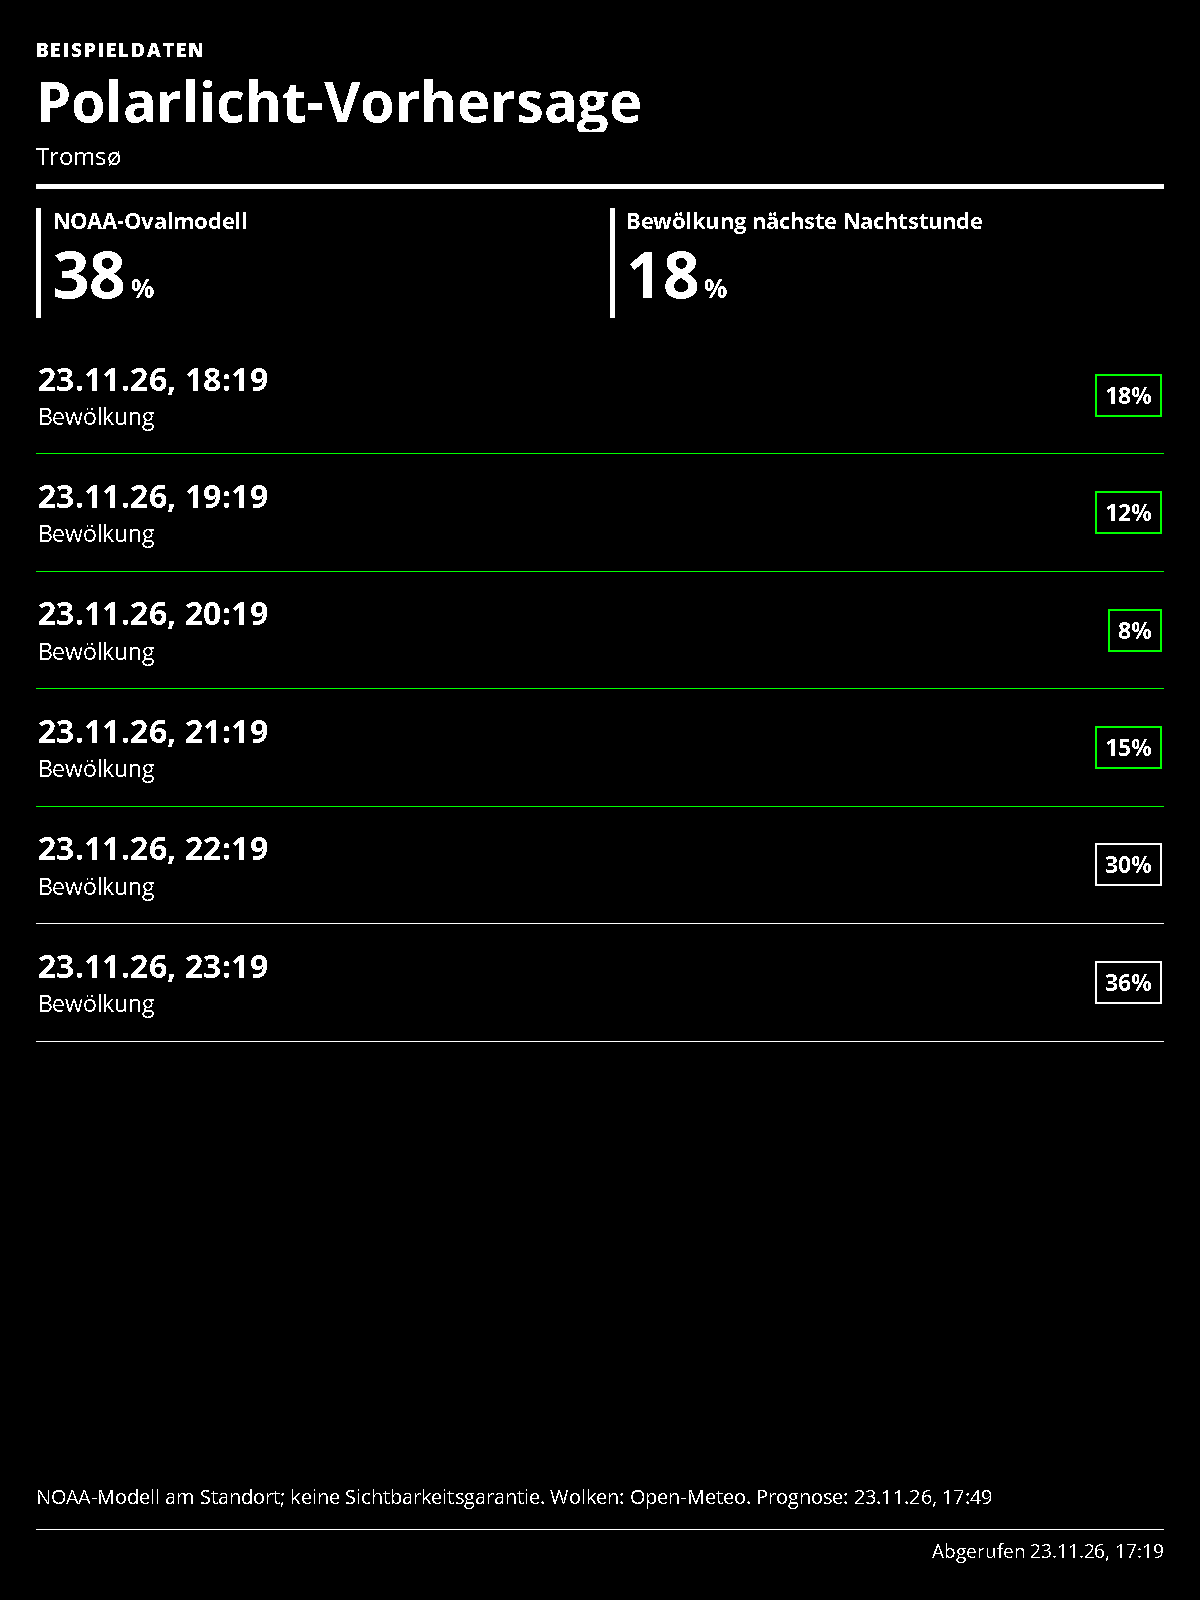 BEISPIELDATEN
Polarlicht-Vorhersage
Tromsø
NOAA-Ovalmodell
38 %
Bewölkung nächste Nachtstunde
18 %
23.11.26, 18:19
Bewölkung
18%
23.11.26, 19:19
Bewölkung
12%
23.11.26, 20:19
Bewölkung
8%
23.11.26, 21:19
Bewölkung
15%
23.11.26, 22:19
Bewölkung
30%
23.11.26, 23:19
Bewölkung
36%
NOAA-Modell am Standort; keine Sichtbarkeitsgarantie. Wolken: Open-Meteo. Prognose: 23.11.26, 17:49
Abgerufen 23.11.26, 17:19